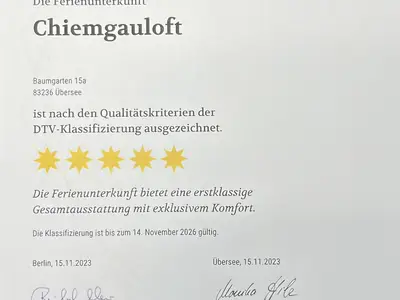 Die Ferienunterkunft
Chiemgauloft
Baumgarten 15a
83236 Übersee
ist nach den Qualitätskriterien der
DTV-Klassifizierung ausgezeichnet.
Die Ferienunterkunft bietet eine erstklassige
Gesamtausstattung mit exklusivem Komfort.
Die Klassifizierung ist bis zum 14. November 2026 gültig.
Berlin, 15.11.2023
Übersee, 15.11.2023